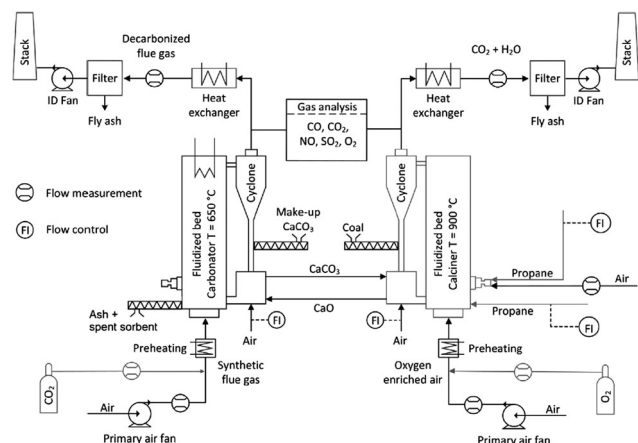 Stack
Decarbonized
flue gas
Filter
ID Fan
Fly ash
Heat
exchanger
Gas analysis
CO, CO₂,
NO, SO₂, O₂
CO₂ + H₂O
Heat
exchanger
Filter
ID Fan
Fly ash
Stack
Flow measurement
FI
Flow control
Fluidized bed
Carbonator T = 650 °C
Cyclone
Make-up
CaCO₃
Coal
Cyclone
Fluidized bed
Calciner T = 900 °C
FI
Propane
Air
Propane
FI
CaCO₃
CaO
Ash +
spent sorbent
FI
Air
FI
Air
Preheating
Synthetic
flue gas
Oxygen
enriched air
Preheating
CO₂
Air
Primary air fan
Air
Primary air fan
O₂